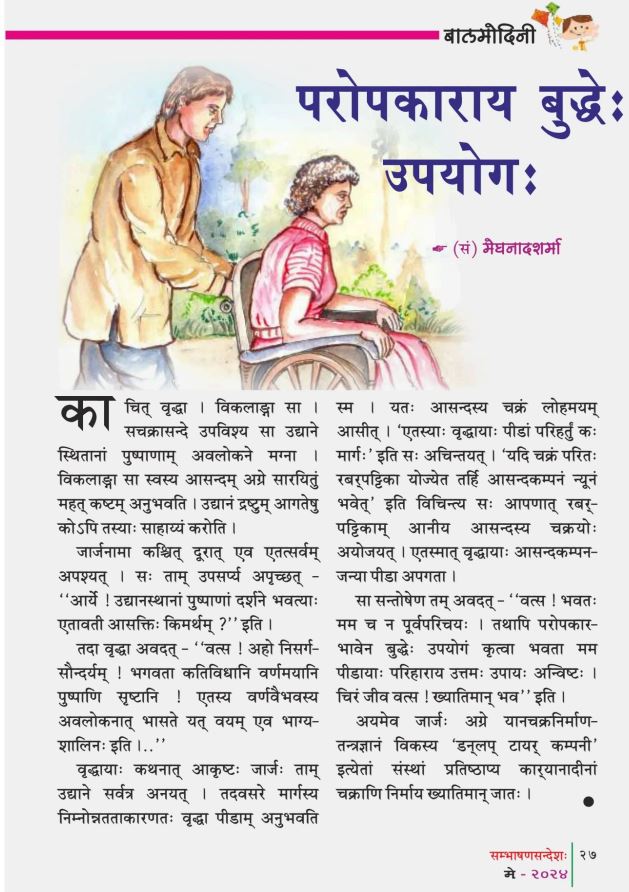 बालमोदिनी
परोपकाराय बुद्धेः
उपयोगः
☛ (सं) मेघनादशर्मा
काचित् वृद्धा । विकलाङ्गा सा ।
सचक्रासन्दे उपविश्य सा उद्याने
स्थितानां पुष्पाणाम् अवलोकने मग्ना ।
विकलाङ्गा सा स्वस्य आसन्दम् अग्रे सारयितुं
महत् कष्टम् अनुभवति । उद्यानं द्रष्टुम् आगतेषु
कोऽपि तस्याः साहाय्यं करोति ।
जार्जनामा कश्चित् दूरात् एव एतत्सर्वम्
अपश्यत् । सः ताम् उपसर्प्य अपृच्छत् -
‘‘आर्ये ! उद्यानस्थानां पुष्पाणां दर्शने भवत्याः
एतावती आसक्तिः किमर्थम् ?’’ इति ।
तदा वृद्धा अवदत् - ‘‘वत्स ! अहो निसर्ग-
सौन्दर्यम् ! भगवता कतिविधानि वर्णमयानि
पुष्पाणि सृष्टानि ! एतस्य वर्णवैभवस्य
अवलोकनात् भासते यत् वयम् एव भाग्य-
शालिनः इति ।..’’
वृद्धायाः कथनात् आकृष्टः जार्जः ताम्
उद्याने सर्वत्र अनयत् । तदवसरे मार्गस्य
निम्नोन्नतताकारणतः वृद्धा पीडाम् अनुभवति
स्म । यतः आसन्दस्य चक्रं लोहमयम्
आसीत् । ‘एतस्याः वृद्धायाः पीडां परिहर्तुं कः
मार्गः’ इति सः अचिन्तयत् । ‘यदि चक्रं परितः
रबर्पट्टिका योज्येत तर्हि आसन्दकम्पनं न्यूनं
भवेत्’ इति विचिन्त्य सः आपणात् रबर्-
पट्टिकाम् आनीय आसन्दस्य चक्रयोः
अयोजयत् । एतस्मात् वृद्धायाः आसन्दकम्पन-
जन्या पीडा अपगता ।
सा सन्तोषेण तम् अवदत् - ‘‘वत्स ! भवतः
मम च न पूर्वपरिचयः । तथापि परोपकार-
भावेन बुद्धेः उपयोगं कृत्वा भवता मम
पीडायाः परिहाराय उत्तमः उपायः अन्विष्टः ।
चिरं जीव वत्स ! ख्यातिमान् भव’’ इति ।
अयमेव जार्जः अग्रे यानचक्रनिर्माण-
तन्त्रज्ञानं विकस्य ‘डन्लप् टायर् कम्पनी’
इत्येतां संस्थां प्रतिष्ठाप्य कार्‌यानादीनां
चक्राणि निर्माय ख्यातिमान् जातः ।
सम्भाषणसन्देशः २७
मे - २०२४